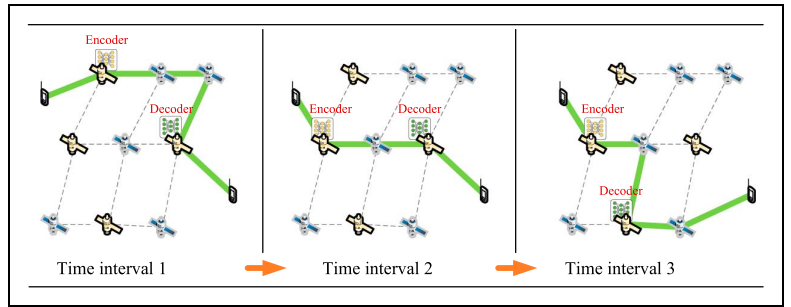 Encoder
Decoder
Time interval 1
Encoder
Decoder
Time interval 2
Encoder
Decoder
Time interval 3